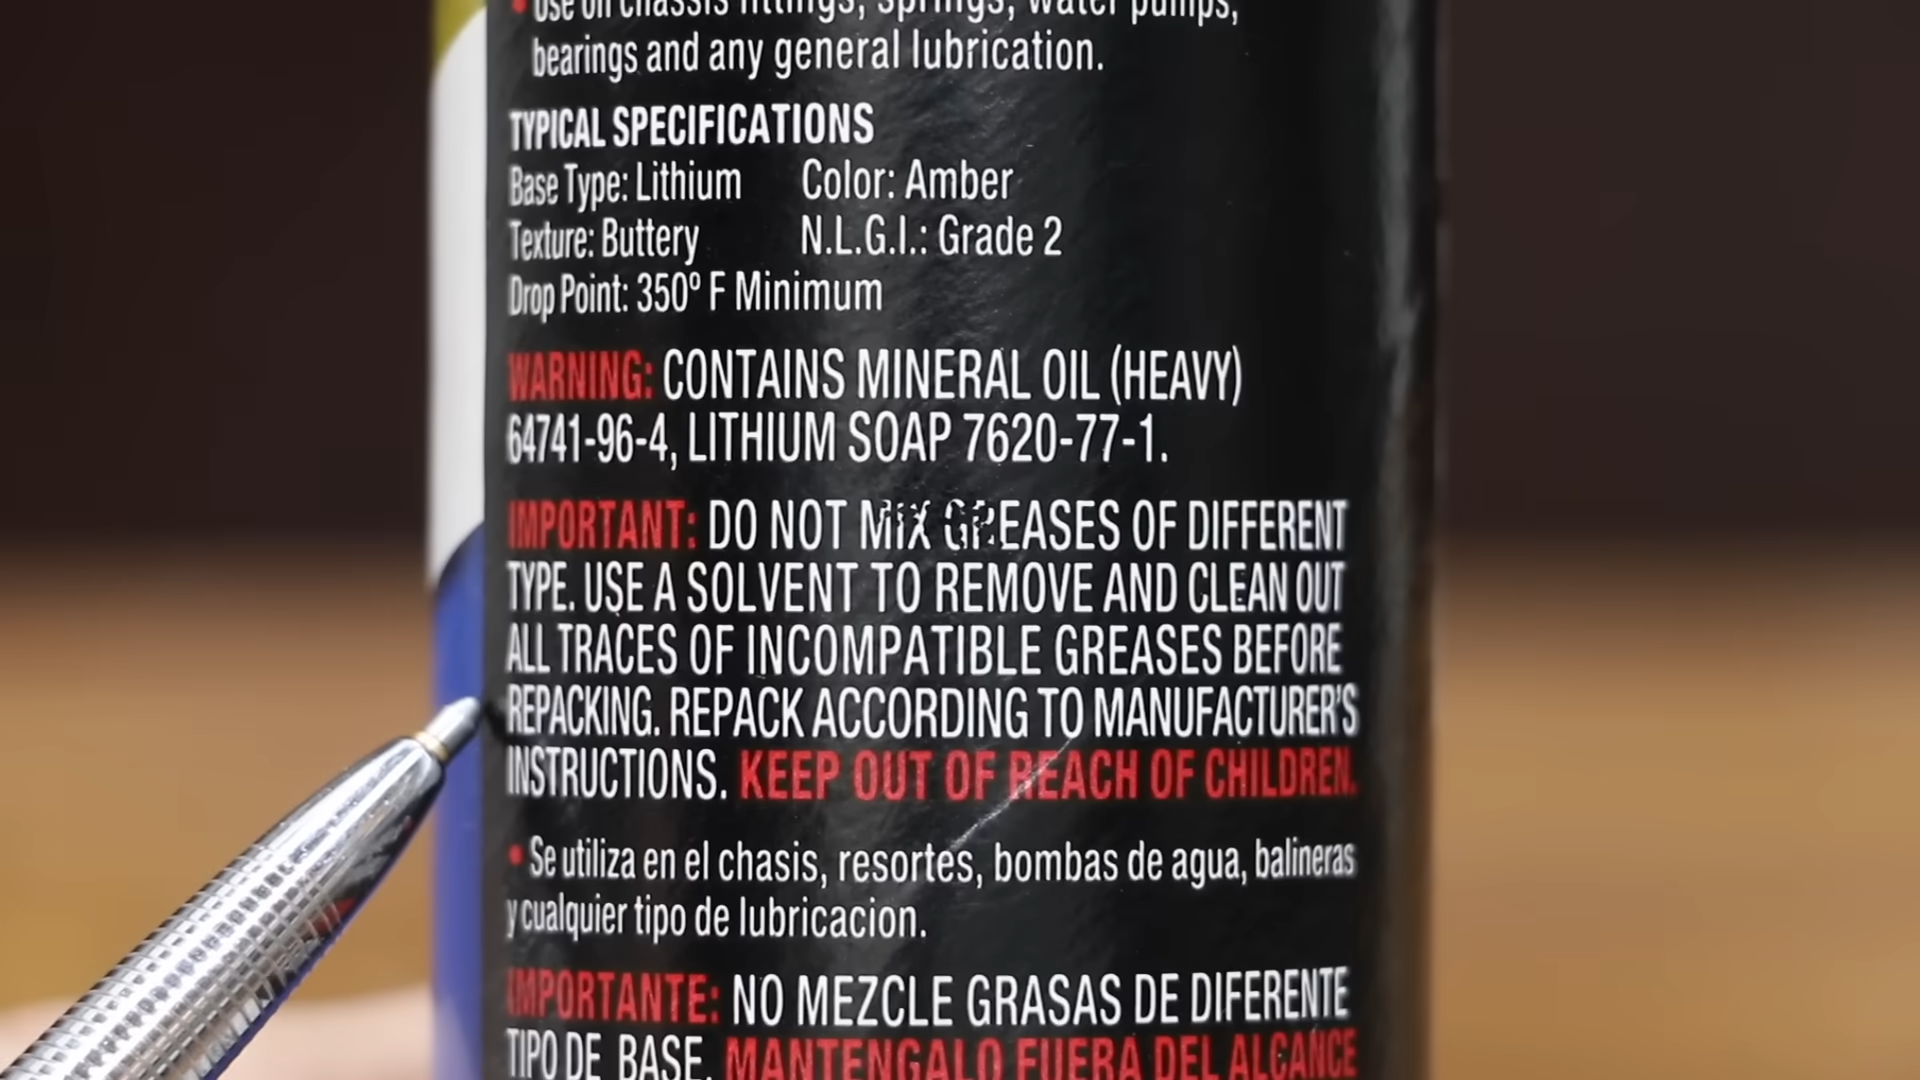 • Use on chassis fittings, springs, water pumps,
bearings and any general lubrication.
TYPICAL SPECIFICATIONS
Base Type: Lithium Color: Amber
Texture: Buttery N.L.G.I.: Grade 2
Drop Point: 350º F Minimum
WARNING: CONTAINS MINERAL OIL (HEAVY)
64741-96-4, LITHIUM SOAP 7620-77-1.
IMPORTANT: DO NOT MIX GREASES OF DIFFERENT
TYPE. USE A SOLVENT TO REMOVE AND CLEAN OUT
ALL TRACES OF INCOMPATIBLE GREASES BEFORE
REPACKING. REPACK ACCORDING TO MANUFACTURER'S
INSTRUCTIONS. KEEP OUT OF REACH OF CHILDREN.
• Se utiliza en el chasis, resortes, bombas de agua, balineras
y cualquier tipo de lubricacion.
IMPORTANTE: NO MEZCLE GRASAS DE DIFERENTE
TIPO DE BASE. MANTENGALO FUERA DEL ALCANCE